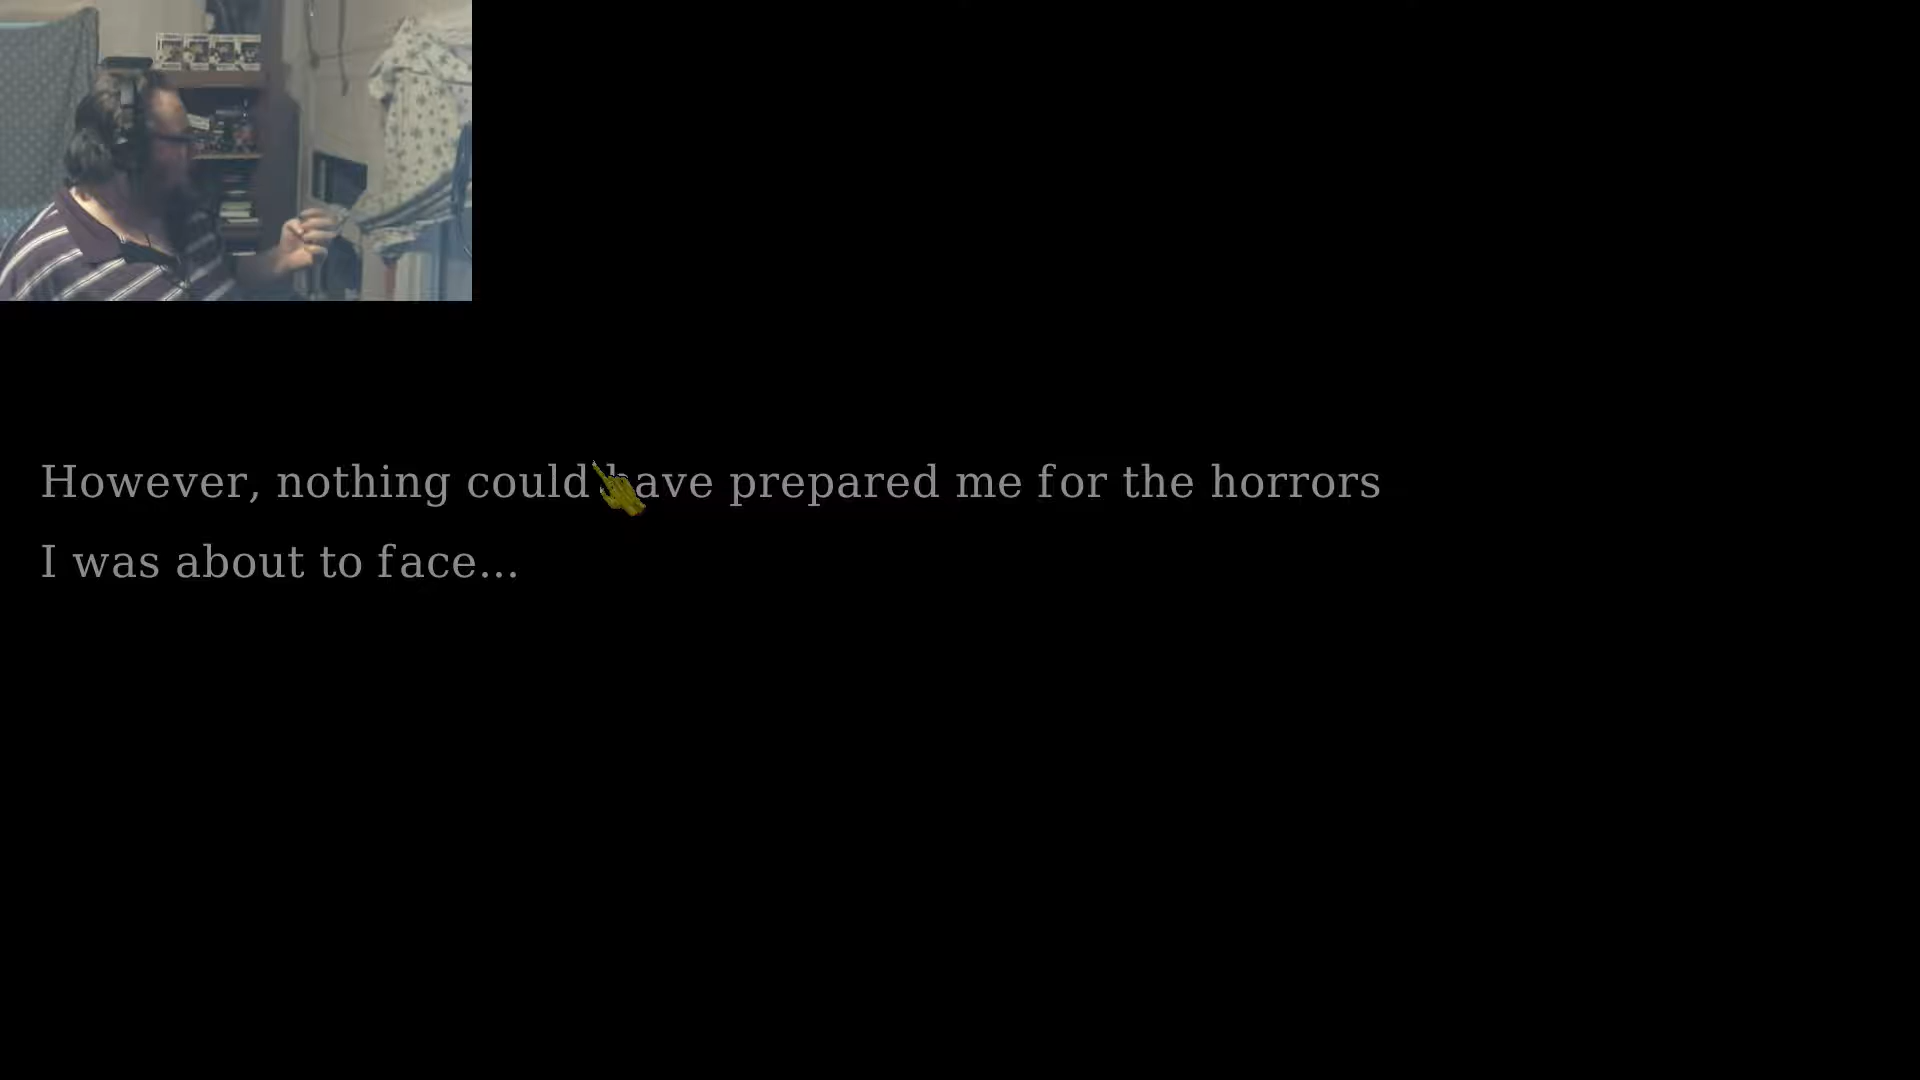 However, nothing could have prepared me for the horrors
I was about to face...